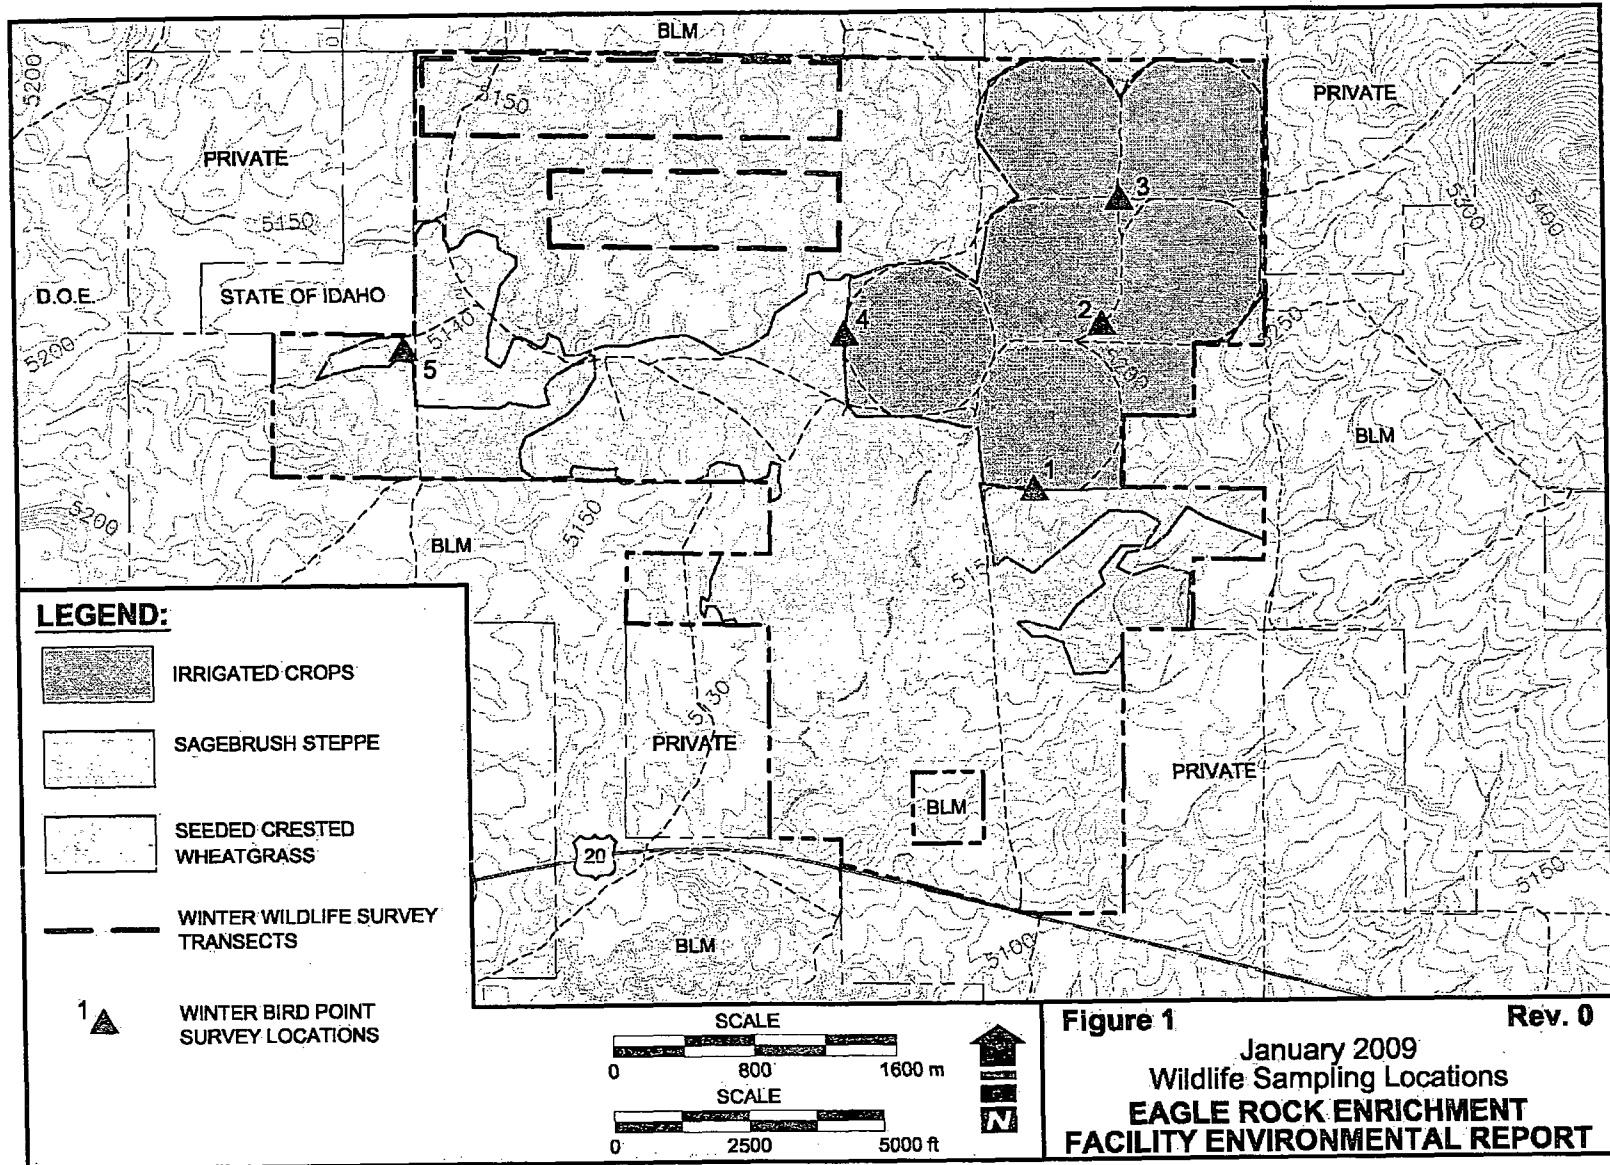 BLM
5200
PRIVATE
5150
PRIVATE
3
5300
5400
5150
D.O.E.
STATE OF IDAHO
5140
4
2
5200
5
BLM
1
5200
5150
BLM
5130
PRIVATE
PRIVATE
BLM
20
5150
BLM
5100
LEGEND:
IRRIGATED CROPS
SAGEBRUSH STEPPE
SEEDED CRESTED
WHEATGRASS
WINTER WILDLIFE SURVEY
TRANSECTS
1
WINTER BIRD POINT
SURVEY LOCATIONS
SCALE
0 800 1600 m
SCALE
0 2500 5000 ft
N
Figure 1 Rev. 0
January 2009
Wildlife Sampling Locations
EAGLE ROCK ENRICHMENT
FACILITY ENVIRONMENTAL REPORT